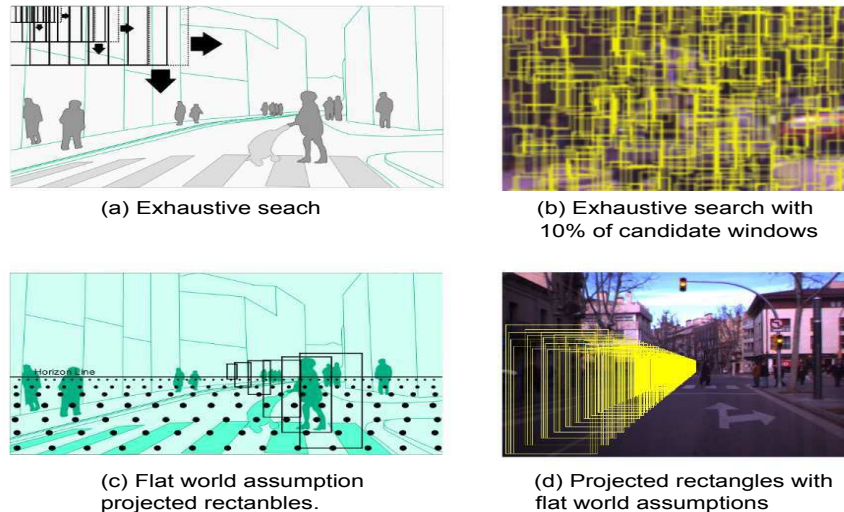 (a) Exhaustive seach
(b) Exhaustive search with
10% of candidate windows
Horizon Line
(c) Flat world assumption
projected rectanbles.
(d) Projected rectangles with
flat world assumptions